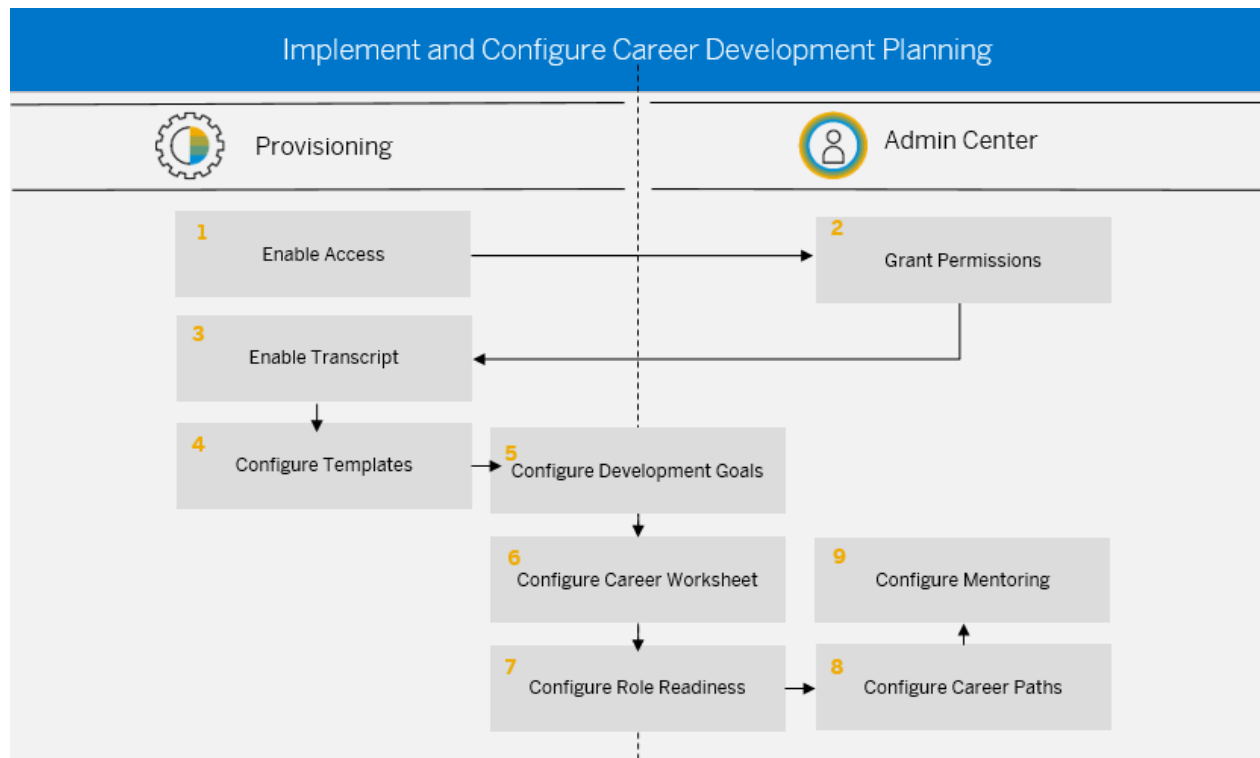 Implement and Configure Career Development Planning
Provisioning
Admin Center
1
Enable Access
2
Grant Permissions
3
Enable Transcript
4
Configure Templates
5
Configure Development Goals
6
Configure Career Worksheet
9
Configure Mentoring
7
Configure Role Readiness
8
Configure Career Paths